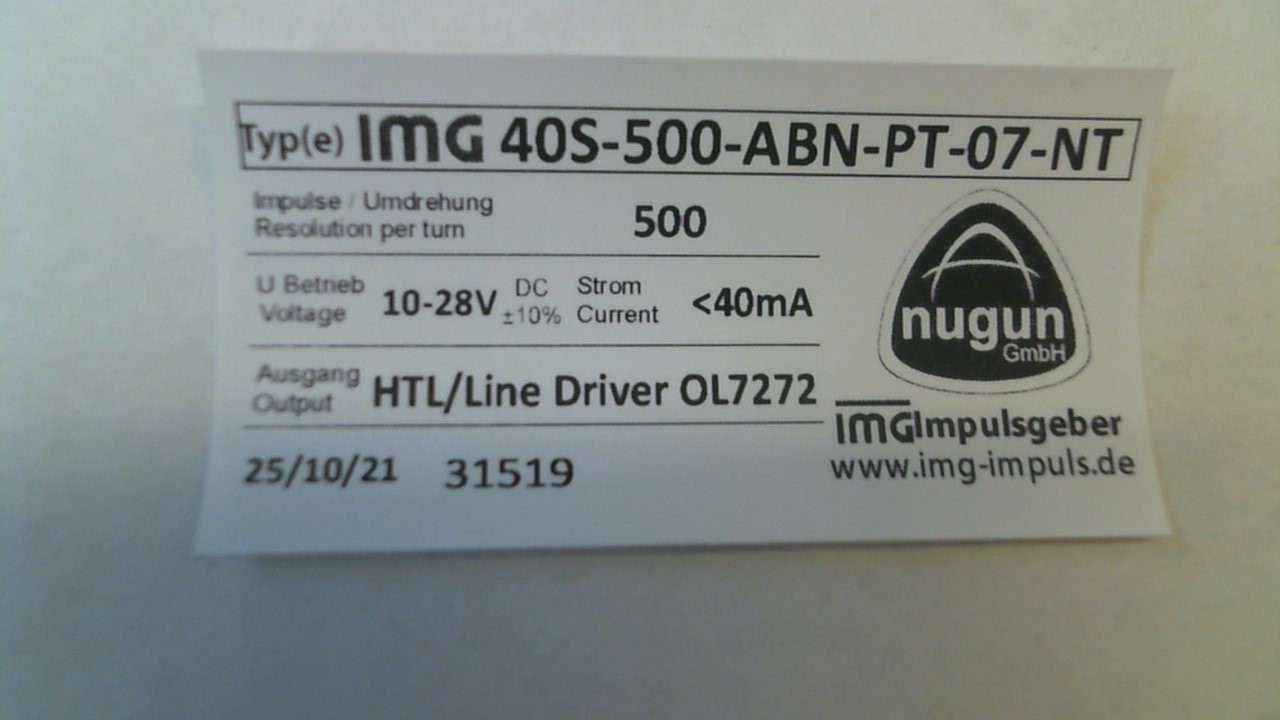 Typ(e) IMG 40S-500-ABN-PT-07-NT
Impulse / Umdrehung
Resolution per turn
500
U Betrieb
Voltage
10-28V
DC
±10%
Strom
Current
<40mA
Ausgang
Output
HTL/Line Driver OL7272
25/10/21 31519
nugun
GmbH
IMG Impulsgeber
www.img-impuls.de